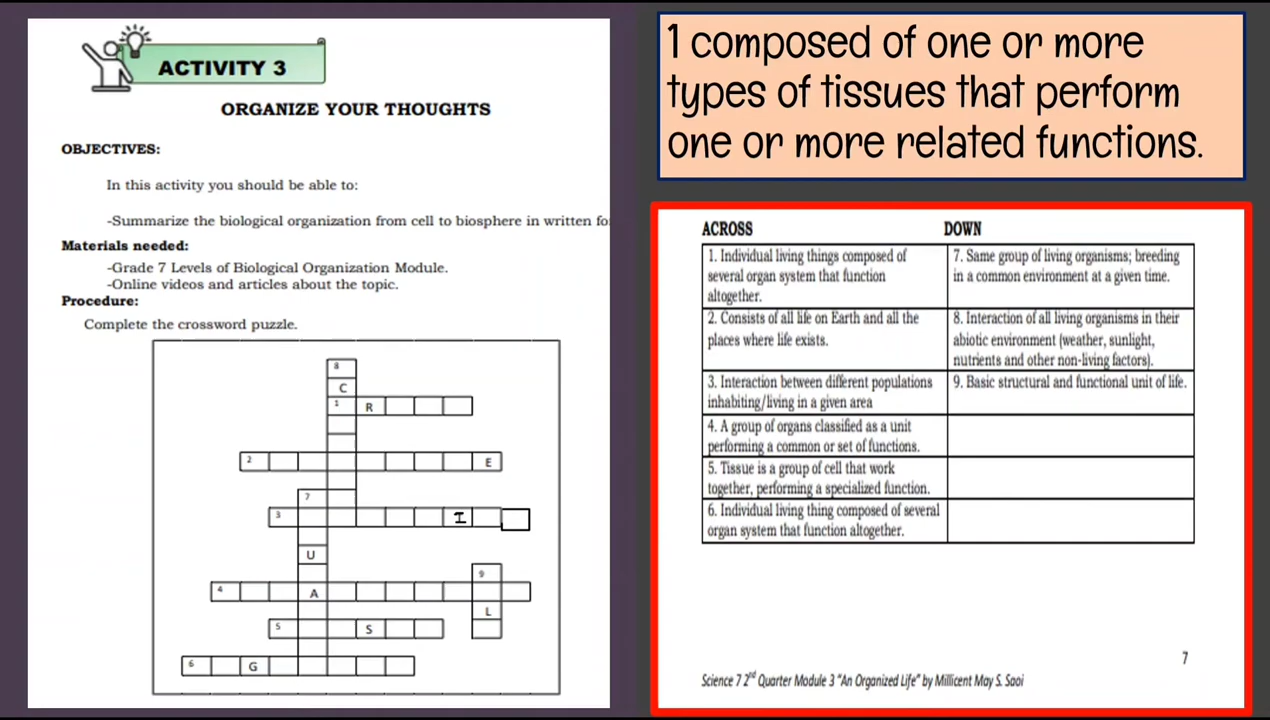 ACTIVITY 3
ORGANIZE YOUR THOUGHTS
OBJECTIVES:
In this activity you should be able to:
-Summarize the biological organization from cell to biosphere in written fo
Materials needed:
-Grade 7 Levels of Biological Organization Module.
-Online videos and articles about the topic.
Procedure:
Complete the crossword puzzle.
8
C
1 R
2 E
7
3 I
U
9
4 A
L
5 S
6 G
1 composed of one or more
types of tissues that perform
one or more related functions.
ACROSS
1. Individual living things composed of
several organ system that function
altogether.
2. Consists of all life on Earth and all the
places where life exists.
3. Interaction between different populations
inhabiting/living in a given area
4. A group of organs classified as a unit
performing a common or set of functions.
5. Tissue is a group of cell that work
together, performing a specialized function.
6. Individual living thing composed of several
organ system that function altogether.
DOWN
7. Same group of living organisms; breeding
in a common environment at a given time.
8. Interaction of all living organisms in their
abiotic environment (weather, sunlight,
nutrients and other non-living factors).
9. Basic structural and functional unit of life.
7
Science 7 2nd Quarter Module 3 "An Organized Life" by Millicent May S. Saoi